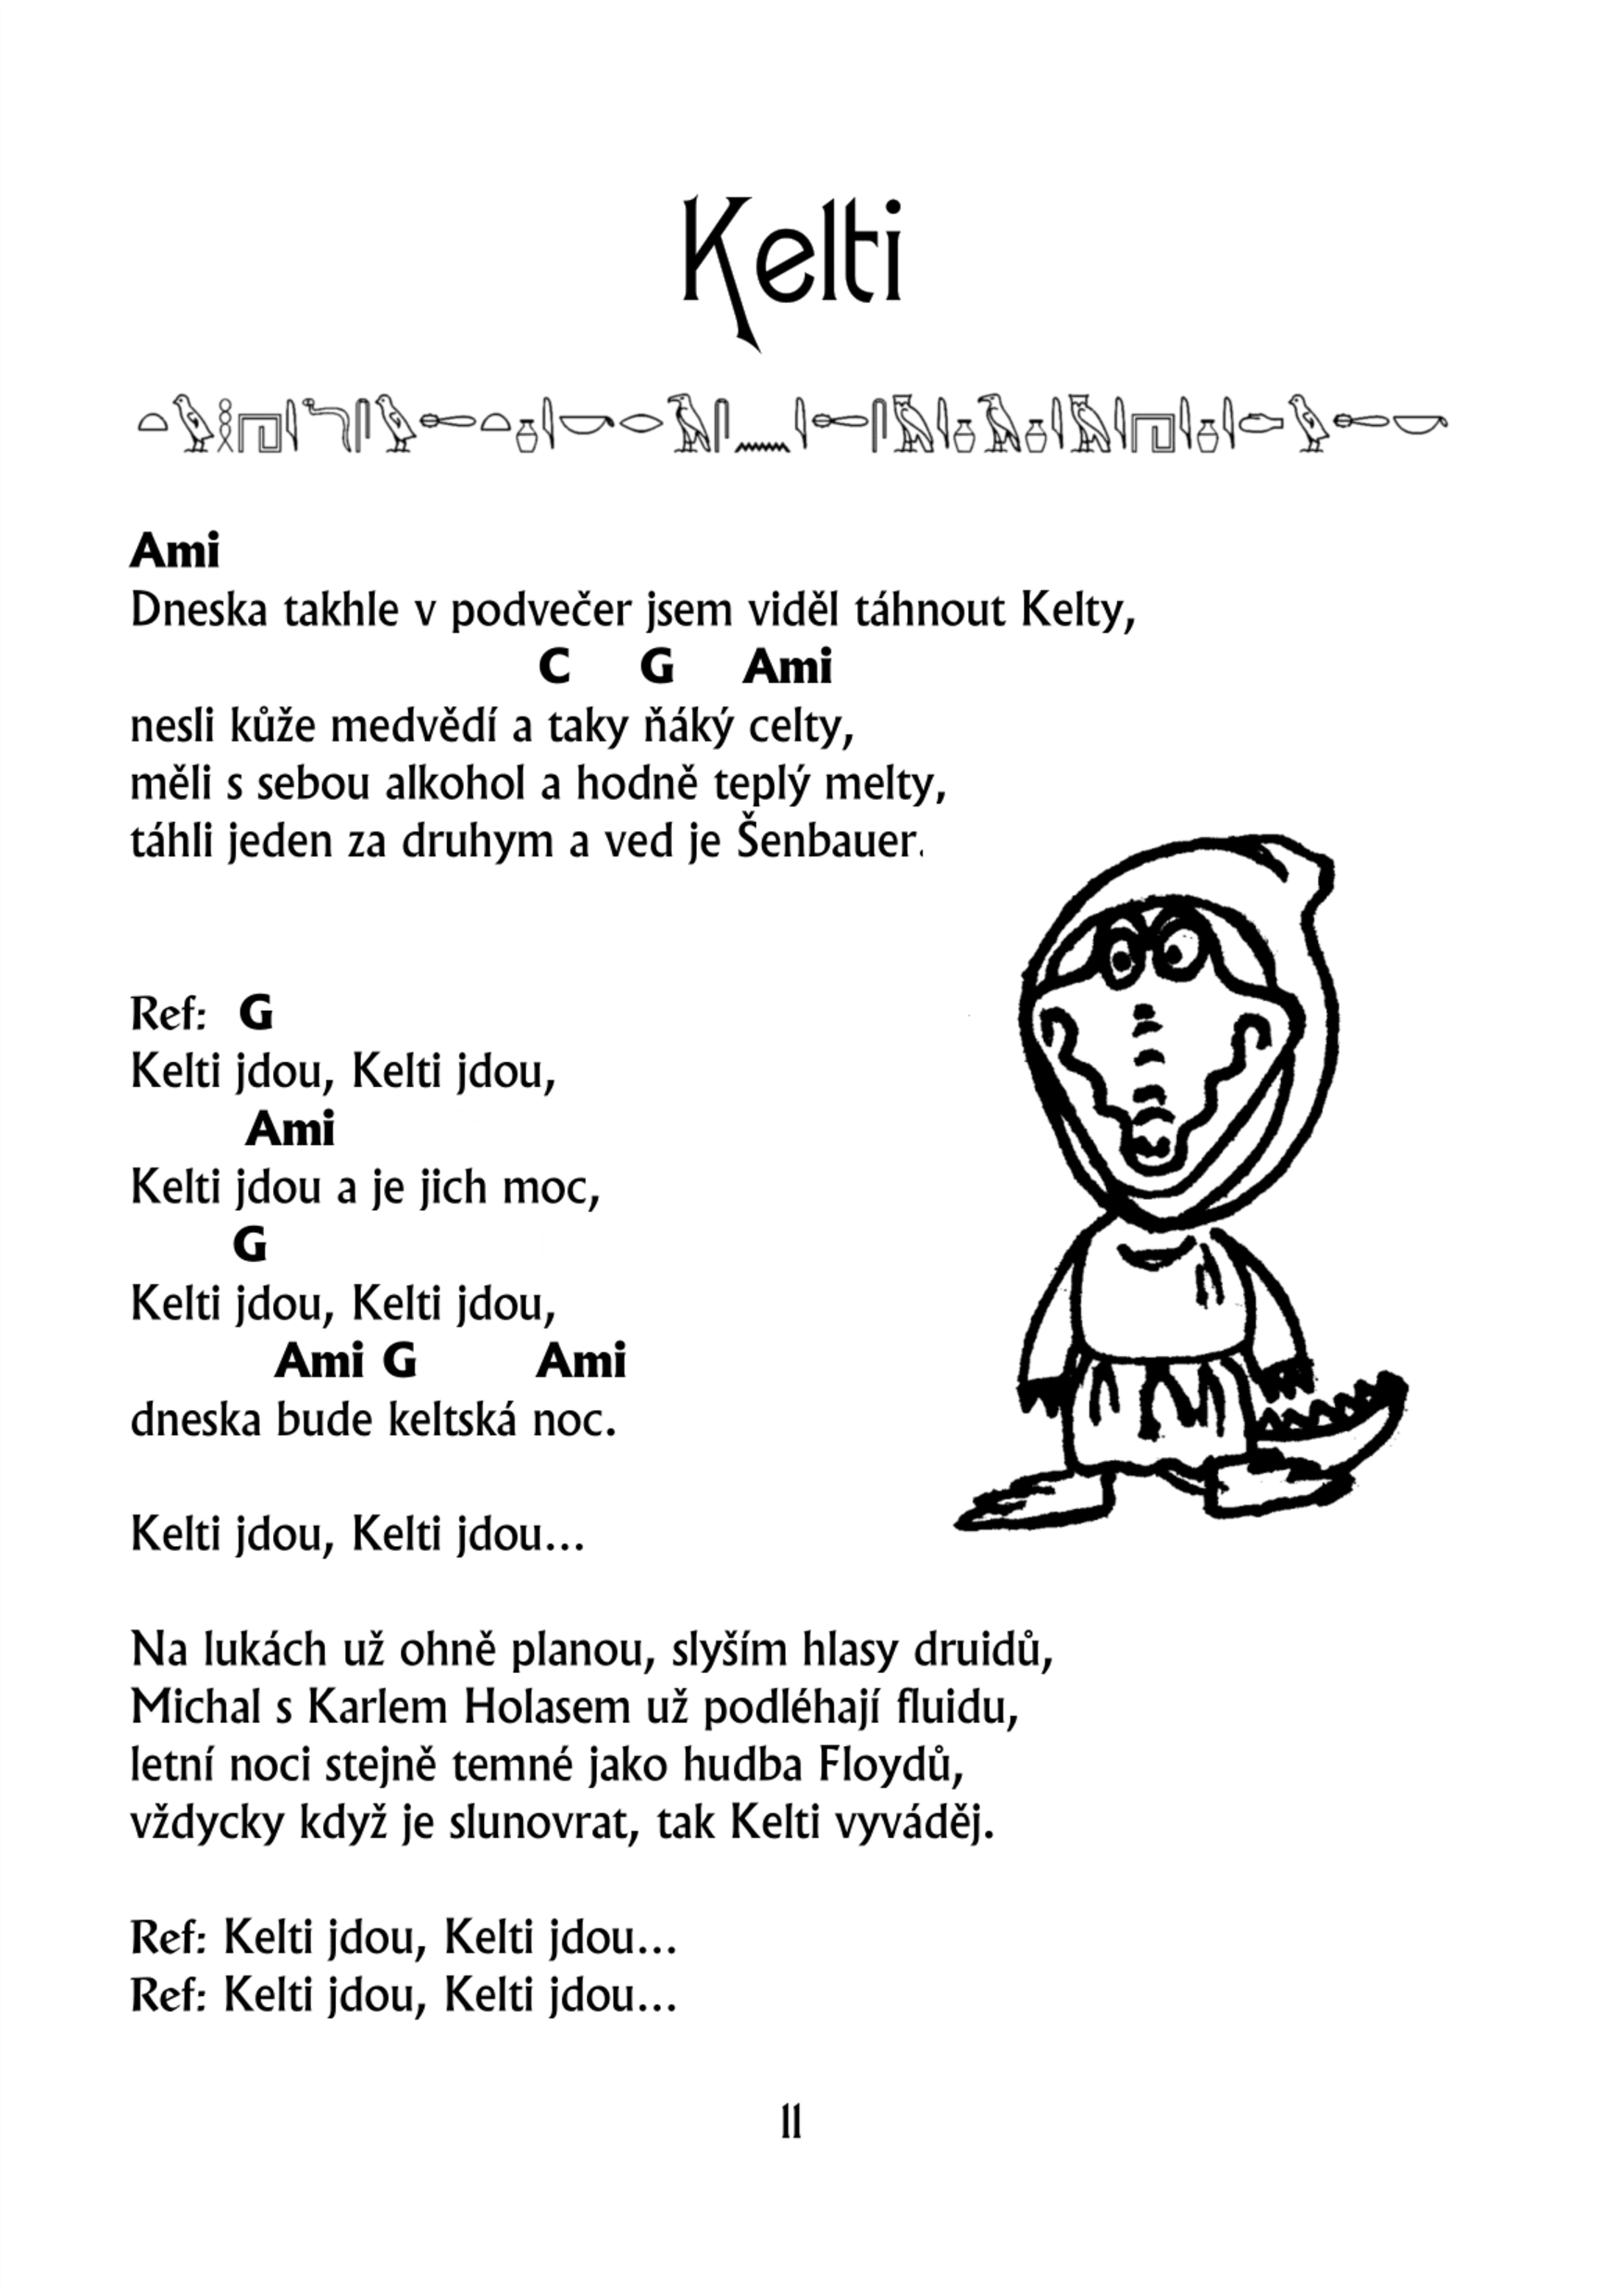 Kelti
Ami
Dneska takhle v podvečer jsem viděl táhnout Kelty,
C G Ami
nesli kůže medvědí a taky ňáký celty,
měli s sebou alkohol a hodně teplý melty,
táhli jeden za druhym a ved je Šenbauer.
Ref: G
Kelti jdou, Kelti jdou,
Ami
Kelti jdou a je jich moc,
G
Kelti jdou, Kelti jdou,
Ami G Ami
dneska bude keltská noc.
Kelti jdou, Kelti jdou...
Na lukách už ohně planou, slyším hlasy druidů,
Michal s Karlem Holasem už podléhají fluidu,
letní noci stejně temné jako hudba Floydů,
vždycky když je slunovrat, tak Kelti vyváděj.
Ref: Kelti jdou, Kelti jdou...
Ref: Kelti jdou, Kelti jdou...
11